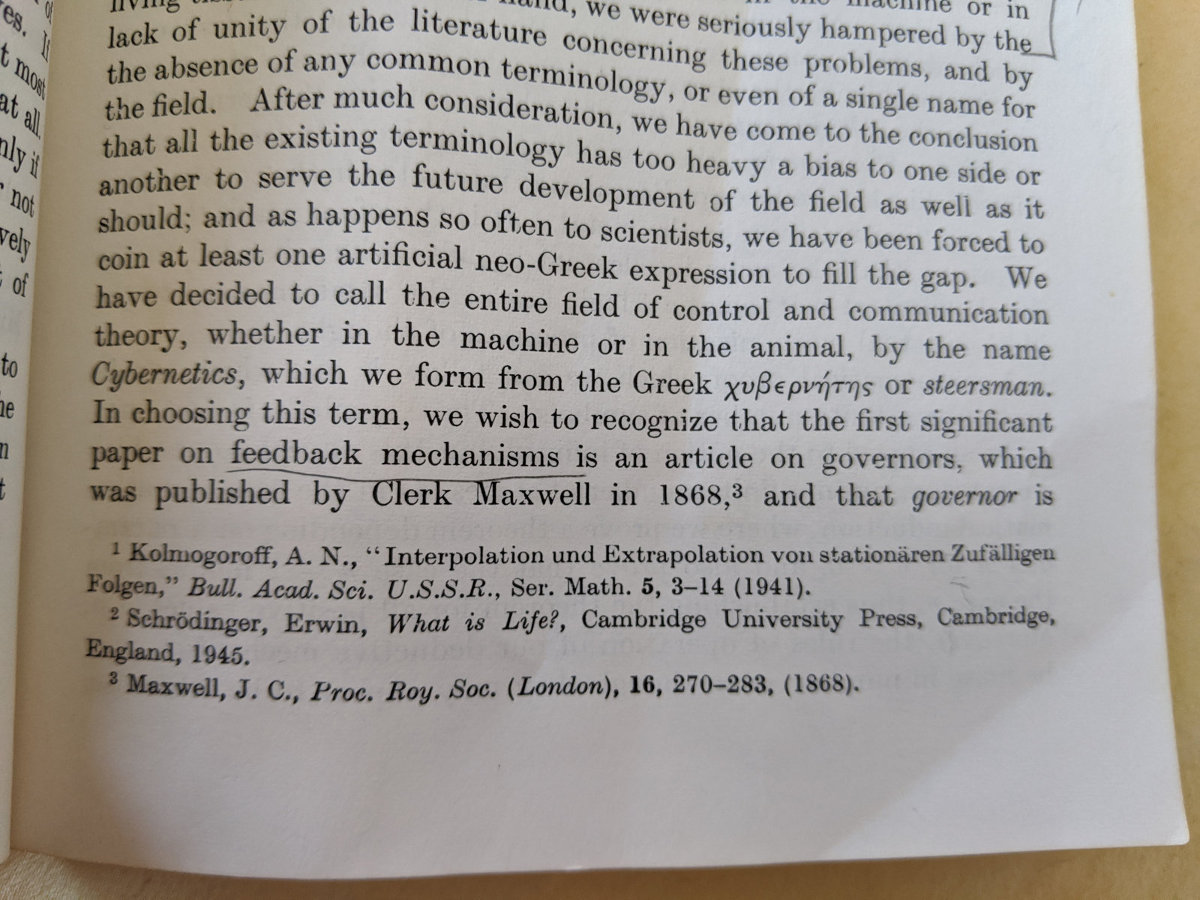 hand, we were seriously hampered by the
lack of unity of the literature concerning these problems, and by
the absence of any common terminology, or even of a single name for
the field. After much consideration, we have come to the conclusion
that all the existing terminology has too heavy a bias to one side or
another to serve the future development of the field as well as it
should; and as happens so often to scientists, we have been forced to
coin at least one artificial neo-Greek expression to fill the gap. We
have decided to call the entire field of control and communication
theory, whether in the machine or in the animal, by the name
Cybernetics, which we form from the Greek χυβερνήτης or steersman.
In choosing this term, we wish to recognize that the first significant
paper on feedback mechanisms is an article on governors, which
was published by Clerk Maxwell in 1868,³ and that governor is
¹ Kolmogoroff, A. N., “Interpolation und Extrapolation von stationären Zufälligen
Folgen,” Bull. Acad. Sci. U.S.S.R., Ser. Math. 5, 3–14 (1941).
² Schrödinger, Erwin, What is Life?, Cambridge University Press, Cambridge,
England, 1945.
³ Maxwell, J. C., Proc. Roy. Soc. (London), 16, 270–283, (1868).